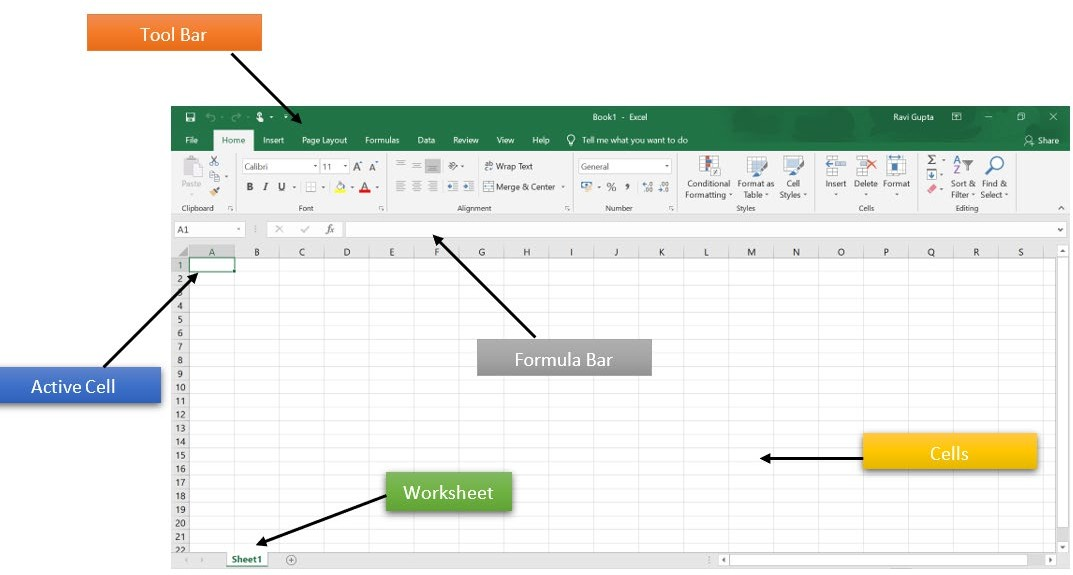 Tool Bar
Book1 - Excel
Ravi Gupta
File Home Insert Page Layout Formulas Data Review View Help Tell me what you want to do Share
Paste
Calibri 11 A A
B I U A
Wrap Text
Merge & Center
General
%
Conditional Formatting
Format as Table
Cell Styles
Insert Delete Format
Sort & Filter
Find & Select
Clipboard Font Alignment Number Styles Cells Editing
A1 fx
A B C D E F G H I J K L M N O P Q R S
1
2
3
4
5
6
7
8
9
10
11
12
13
14
15
16
17
18
19
20
21
22
Formula Bar
Active Cell
Cells
Worksheet
Sheet1